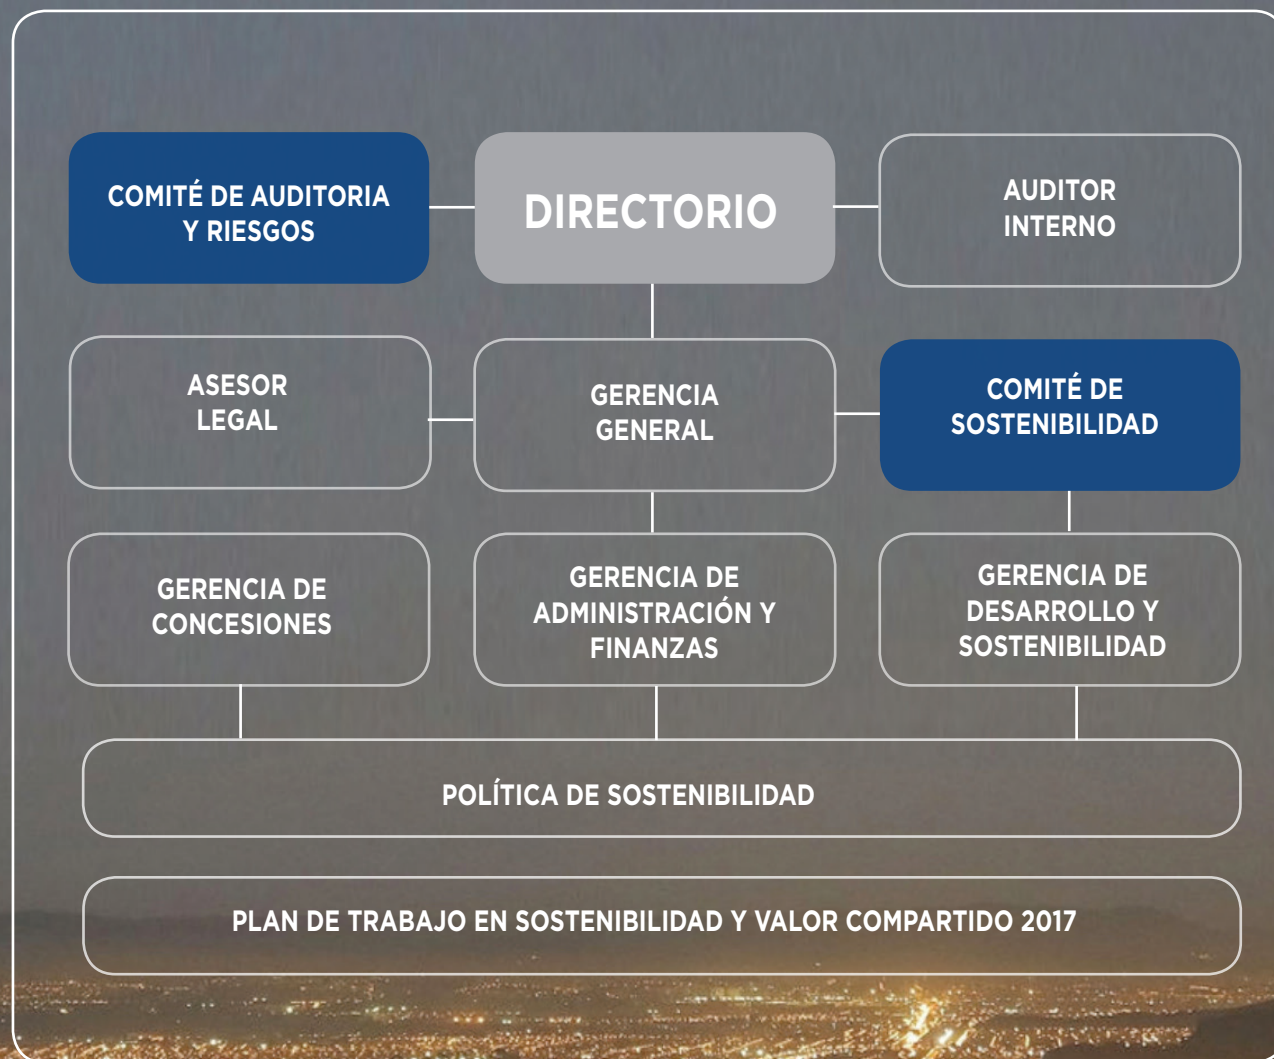 COMITÉ DE AUDITORIA
Y RIESGOS
DIRECTORIO
AUDITOR
INTERNO
ASESOR
LEGAL
GERENCIA
GENERAL
COMITÉ DE
SOSTENIBILIDAD
GERENCIA DE
CONCESIONES
GERENCIA DE
ADMINISTRACIÓN Y
FINANZAS
GERENCIA DE
DESARROLLO Y
SOSTENIBILIDAD
POLÍTICA DE SOSTENIBILIDAD
PLAN DE TRABAJO EN SOSTENIBILIDAD Y VALOR COMPARTIDO 2017